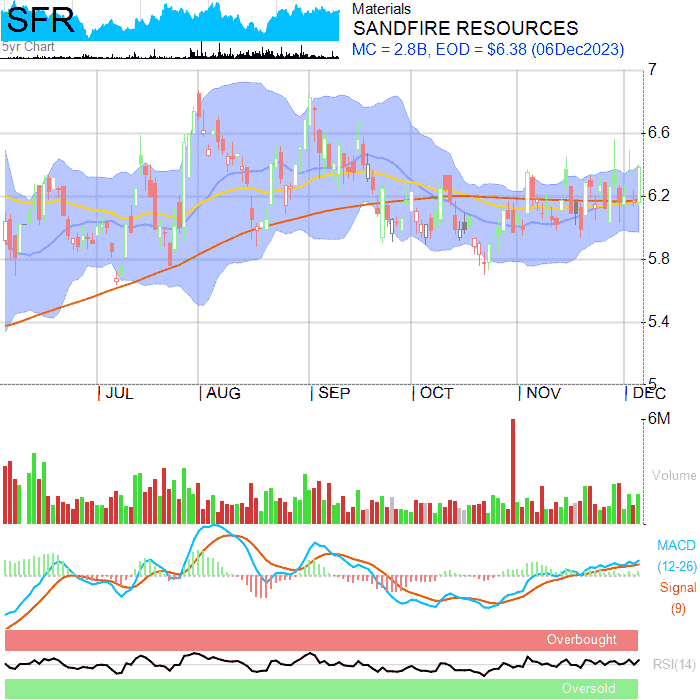 SFR
5yr Chart
Materials
SANDFIRE RESOURCES
MC = 2.8B, EOD = $6.38 (06Dec2023)
7
6.6
6.2
5.8
5.4
5
JUL AUG SEP OCT NOV DEC
6M
Volume
MACD
(12-26)
Signal
(9)
Overbought
RSI(14)
Oversold